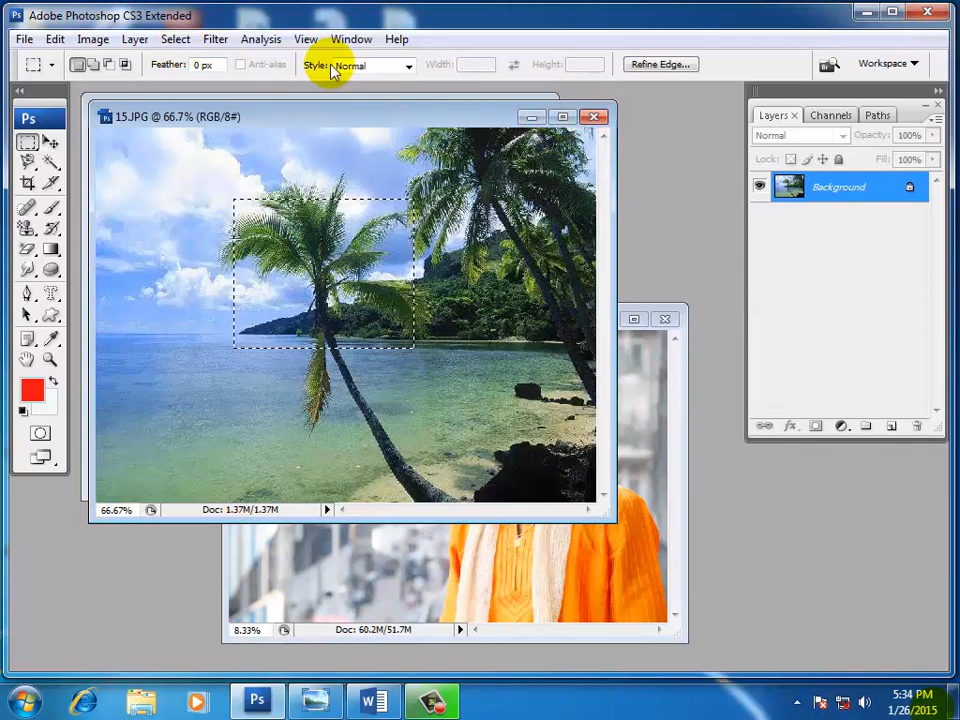 Ps Adobe Photoshop CS3 Extended
File Edit Image Layer Select Filter Analysis View Window Help
Feather: 0 px Anti-alias Style: Normal Width: Height: Refine Edge... Workspace
Ps
15.JPG @ 66.7% (RGB/8#)
Layers x Channels Paths
Normal Opacity: 100%
Lock: Fill: 100%
Background
T
66.67% Doc: 1.37M/1.37M
8.33% Doc: 60.2M/51.7M
Ps W
5:34 PM
1/26/2015